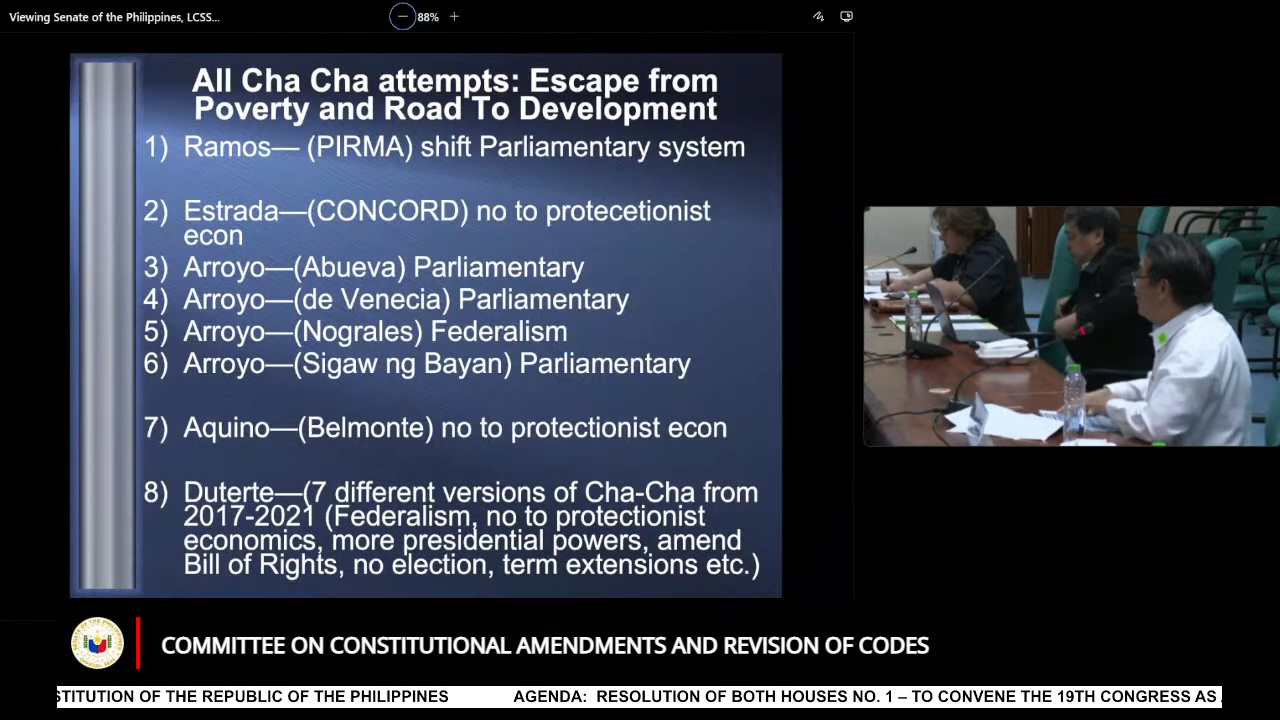 Viewing Senate of the Philippines, LCSS...
88%
All Cha Cha attempts: Escape from
Poverty and Road To Development
1) Ramos— (PIRMA) shift Parliamentary system
2) Estrada—(CONCORD) no to protecetionist
econ
3) Arroyo—(Abueva) Parliamentary
4) Arroyo—(de Venecia) Parliamentary
5) Arroyo—(Nograles) Federalism
6) Arroyo—(Sigaw ng Bayan) Parliamentary
7) Aquino—(Belmonte) no to protectionist econ
8) Duterte—(7 different versions of Cha-Cha from
2017-2021 (Federalism, no to protectionist
economics, more presidential powers, amend
Bill of Rights, no election, term extensions etc.)
COMMITTEE ON CONSTITUTIONAL AMENDMENTS AND REVISION OF CODES
STITUTION OF THE REPUBLIC OF THE PHILIPPINES AGENDA: RESOLUTION OF BOTH HOUSES NO. 1 – TO CONVENE THE 19TH CONGRESS AS